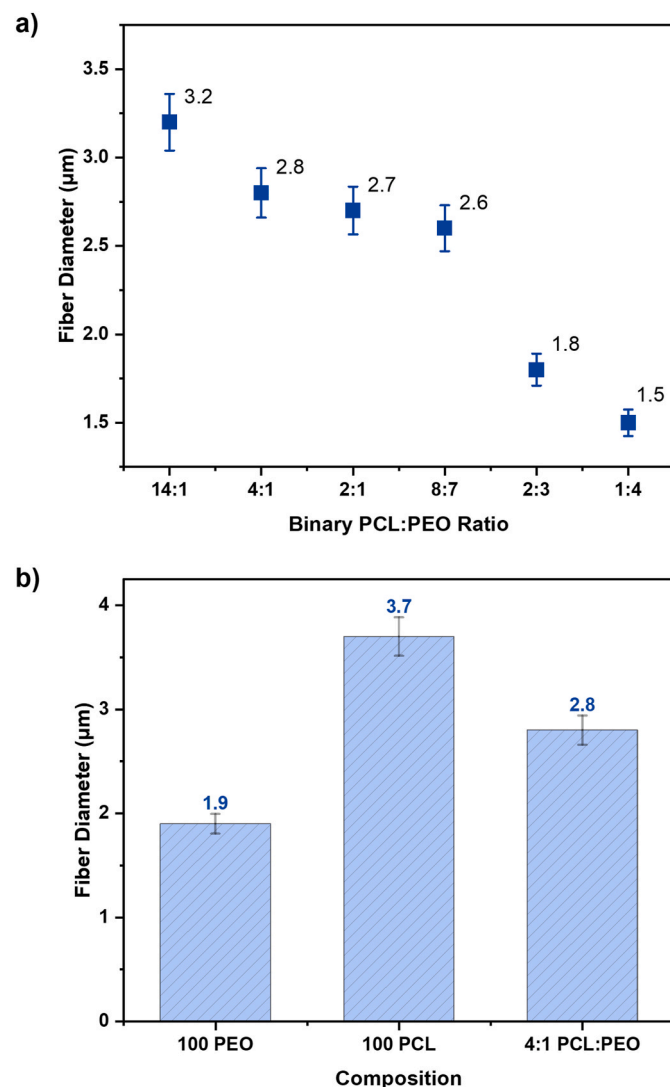 a)
3.5
3.0
2.5
2.0
1.5
Fiber Diameter (µm)
3.2
2.8
2.7
2.6
1.8
1.5
14:1 4:1 2:1 8:7 2:3 1:4
Binary PCL:PEO Ratio
b)
4
3
2
1
0
Fiber Diameter (µm)
1.9
3.7
2.8
100 PEO 100 PCL 4:1 PCL:PEO
Composition